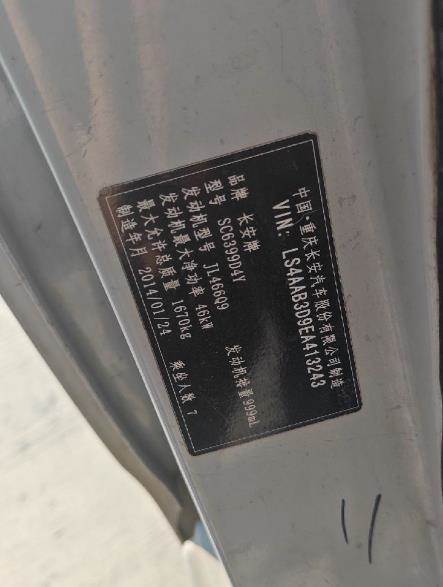 中国·重庆长安汽车股份有限公司制造
VIN: LS4AAB3D9EA413243
品牌 长安牌
型号 SC6399D4Y 发动机排量 999mL
发动机型号 JL466Q9
发动机最大净功率 46kW
最大允许总质量 1670kg 乘坐人数 7
制造年月 2014/01/24